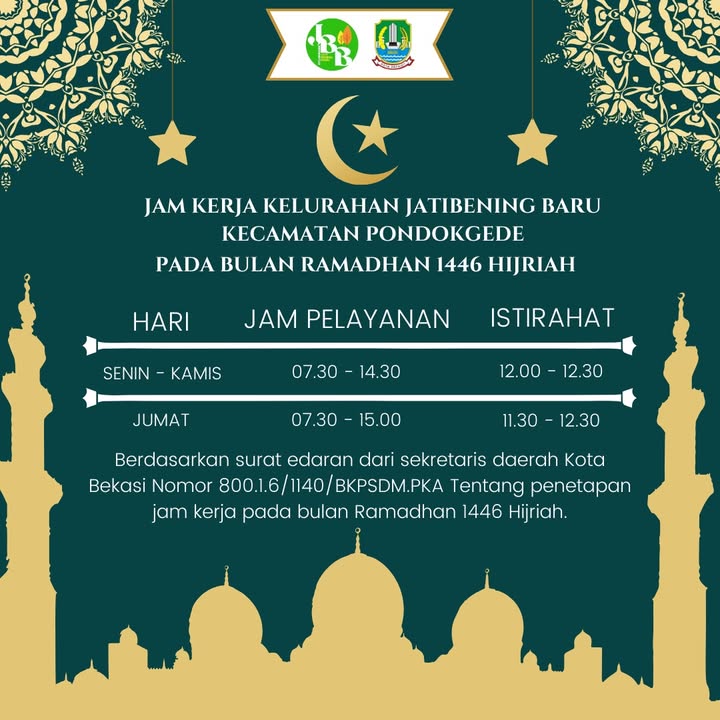 JBB
JAM KERJA KELURAHAN JATIBENING BARU
KECAMATAN PONDOKGEDE
PADA BULAN RAMADHAN 1446 HIJRIAH
HARI JAM PELAYANAN ISTIRAHAT
SENIN - KAMIS 07.30 - 14.30 12.00 - 12.30
JUMAT 07.30 - 15.00 11.30 - 12.30
Berdasarkan surat edaran dari sekretaris daerah Kota
Bekasi Nomor 800.1.6/1140/BKPSDM.PKA Tentang penetapan
jam kerja pada bulan Ramadhan 1446 Hijriah.